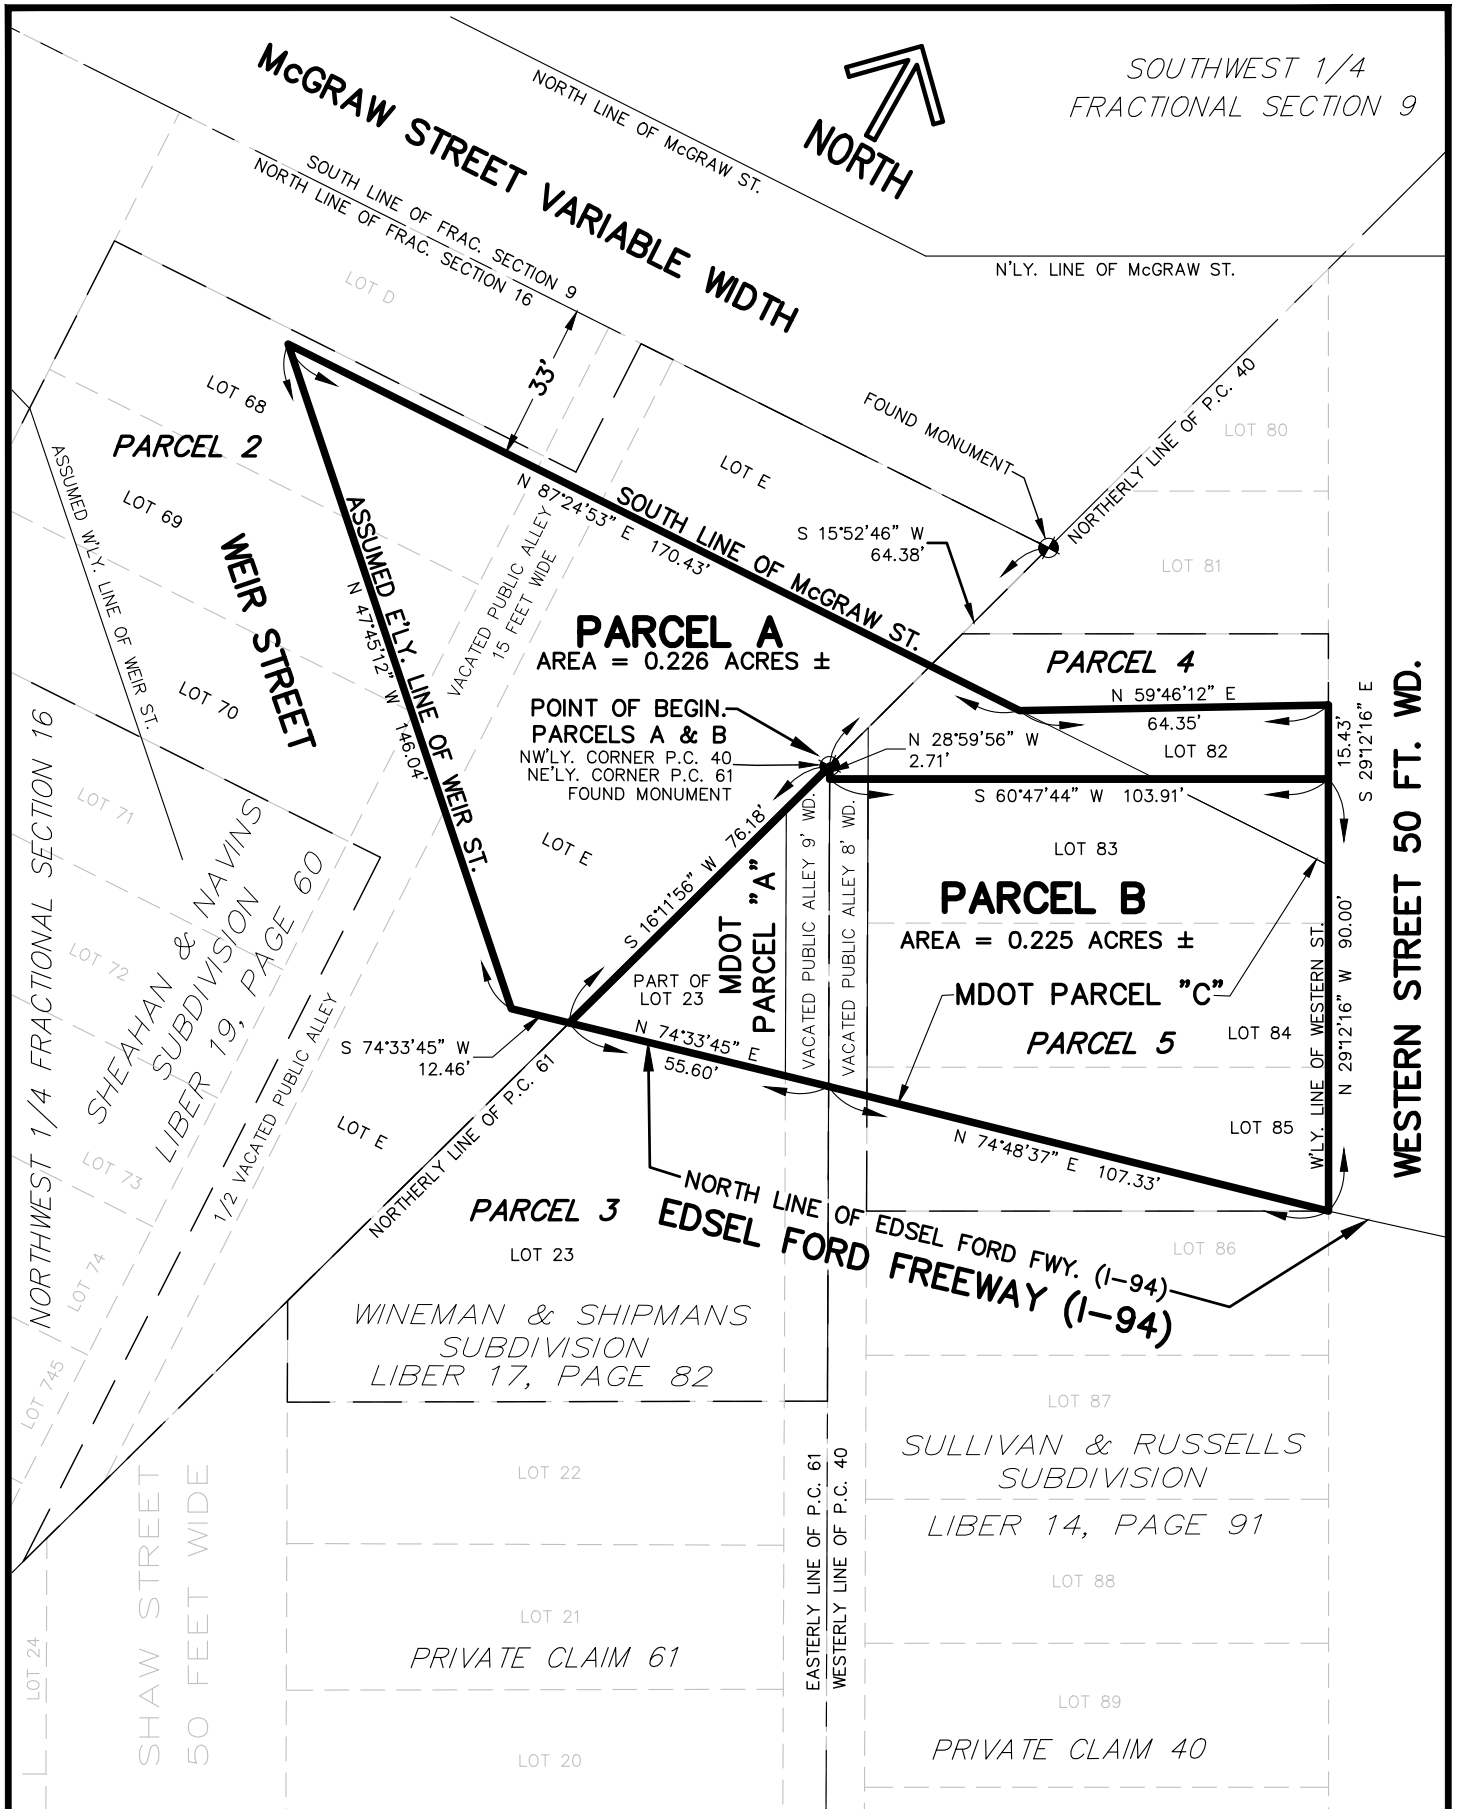 SOUTHWEST 1/4
FRACTIONAL SECTION 9
McGRAW STREET VARIABLE WIDTH
NORTH LINE OF McGRAW ST.
NORTH
SOUTH LINE OF FRAC. SECTION 9
NORTH LINE OF FRAC. SECTION 16
N'LY. LINE OF McGRAW ST.
LOT D
33'
LOT 68
PARCEL 2
LOT 69
ASSUMED W'LY. LINE OF WEIR ST.
WEIR STREET
LOT 70
ASSUMED E'LY. LINE OF WEIR ST.
N 47°45'12" W 146.04'
VACATED PUBLIC ALLEY
15 FEET WIDE
N 87°24'53" E 170.43'
SOUTH LINE OF McGRAW ST.
LOT E
FOUND MONUMENT
NORTHERLY LINE OF P.C. 40
LOT 80
LOT 81
S 15°52'46" W
64.38'
PARCEL A
AREA = 0.226 ACRES ±
POINT OF BEGIN.
PARCELS A & B
NW'LY. CORNER P.C. 40
NE'LY. CORNER P.C. 61
FOUND MONUMENT
LOT E
PARCEL 4
N 59°46'12" E
64.35'
15.43'
S 29°12'16" E
LOT 82
N 28°59'56" W
2.71'
S 60°47'44" W 103.91'
WESTERN STREET 50 FT. WD.
S 16°11'56" W 76.18'
MDOT
PARCEL "A"
VACATED PUBLIC ALLEY 9' WD.
VACATED PUBLIC ALLEY 8' WD.
LOT 83
PARCEL B
AREA = 0.225 ACRES ±
MDOT PARCEL "C"
PARCEL 5
LOT 84
LOT 85
W'LY. LINE OF WESTERN ST.
N 29°12'16" W 90.00'
PART OF
LOT 23
N 74°33'45" E
55.60'
S 74°33'45" W
12.46'
N 74°48'37" E 107.33'
NORTHWEST 1/4 FRACTIONAL SECTION 16
LOT 71
LOT 72
LOT 73
LOT 74
LOT 745
SHEAHAN & NAVINS
SUBDIVISION
LIBER 19, PAGE 60
1/2 VACATED PUBLIC ALLEY
LOT E
NORTHERLY LINE OF P.C. 61
PARCEL 3
LOT 23
NORTH LINE OF EDSEL FORD FWY. (I-94)
EDSEL FORD FREEWAY (I-94)
LOT 86
WINEMAN & SHIPMANS
SUBDIVISION
LIBER 17, PAGE 82
LOT 87
SULLIVAN & RUSSELLS
SUBDIVISION
LIBER 14, PAGE 91
LOT 22
EASTERLY LINE OF P.C. 61
WESTERLY LINE OF P.C. 40
LOT 88
LOT 21
PRIVATE CLAIM 61
LOT 24
SHAW STREET
50 FEET WIDE
LOT 89
PRIVATE CLAIM 40
LOT 20